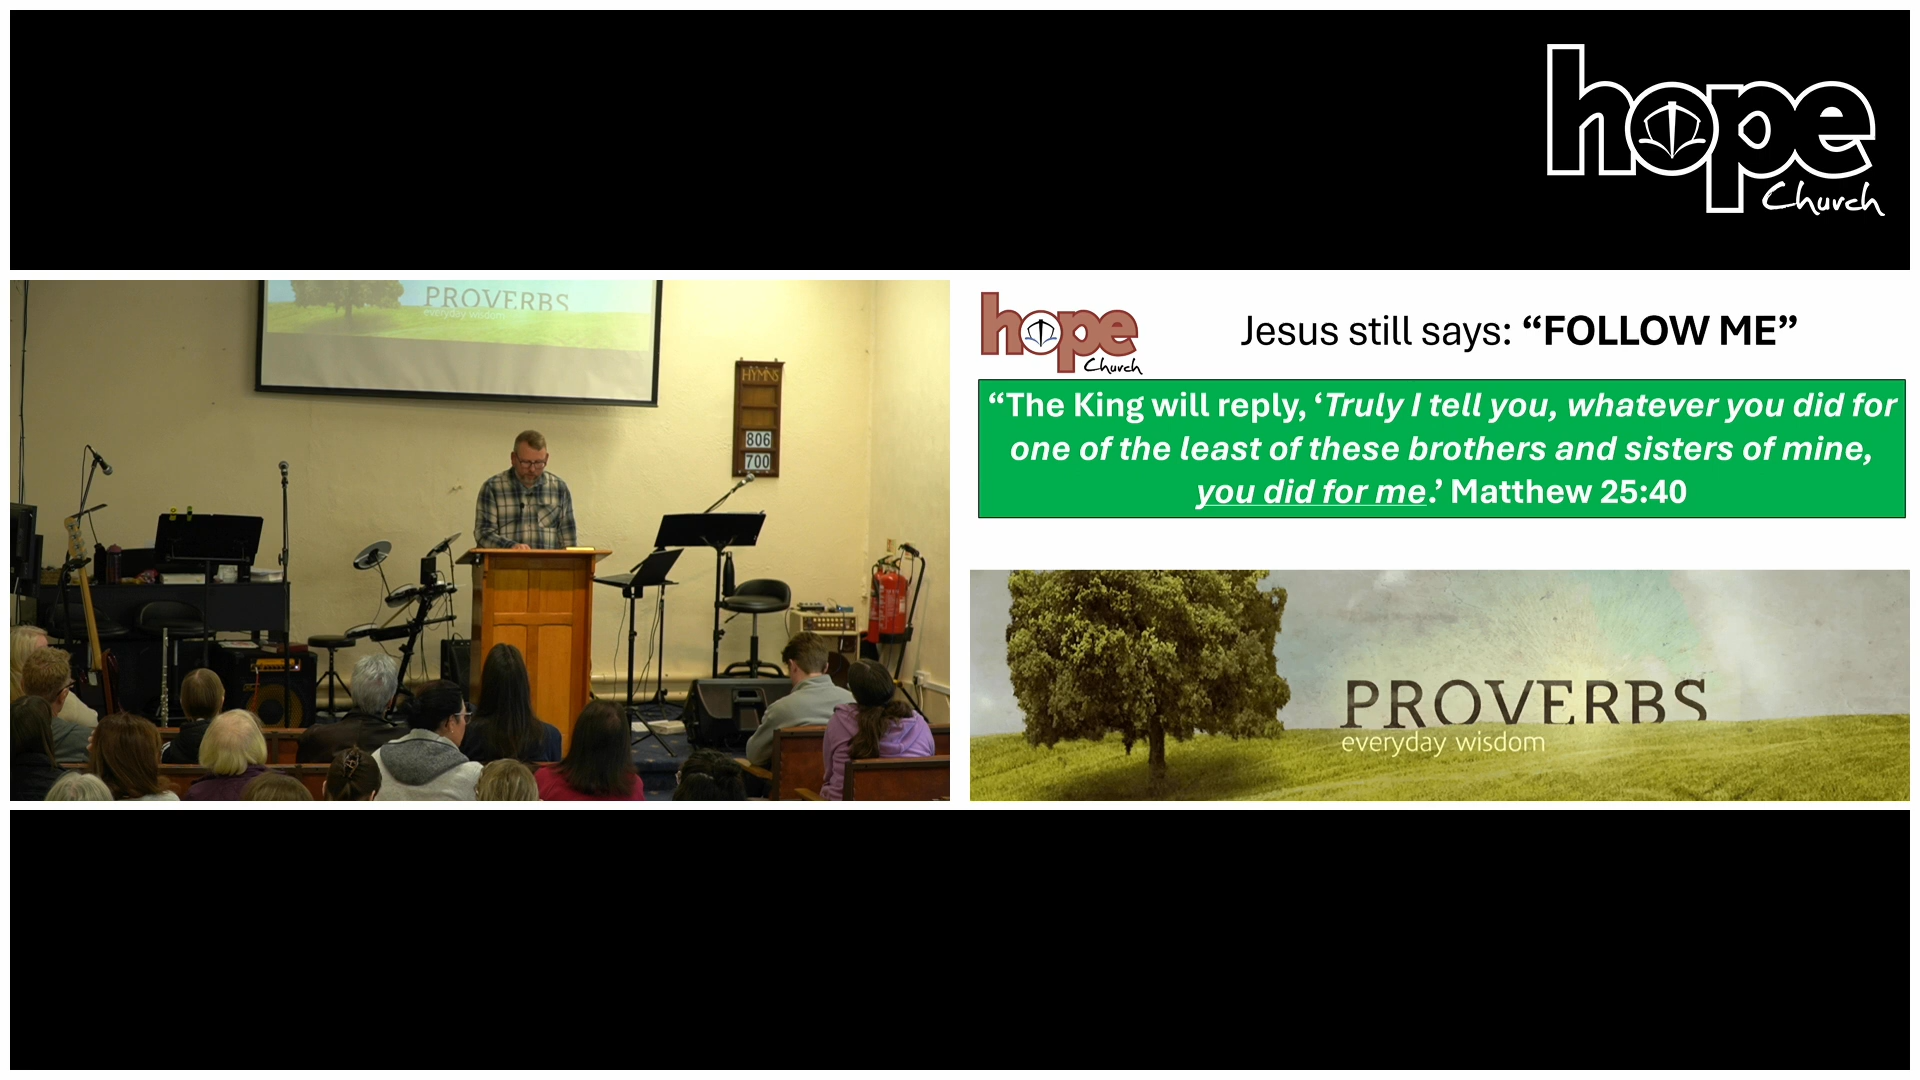 hope
Church
PROVERBS
everyday wisdom
HYMNS
806
700
hope
Church
Jesus still says: “FOLLOW ME”
“The King will reply, ‘Truly I tell you, whatever you did for
one of the least of these brothers and sisters of mine,
you did for me.’ Matthew 25:40
PROVERBS
everyday wisdom